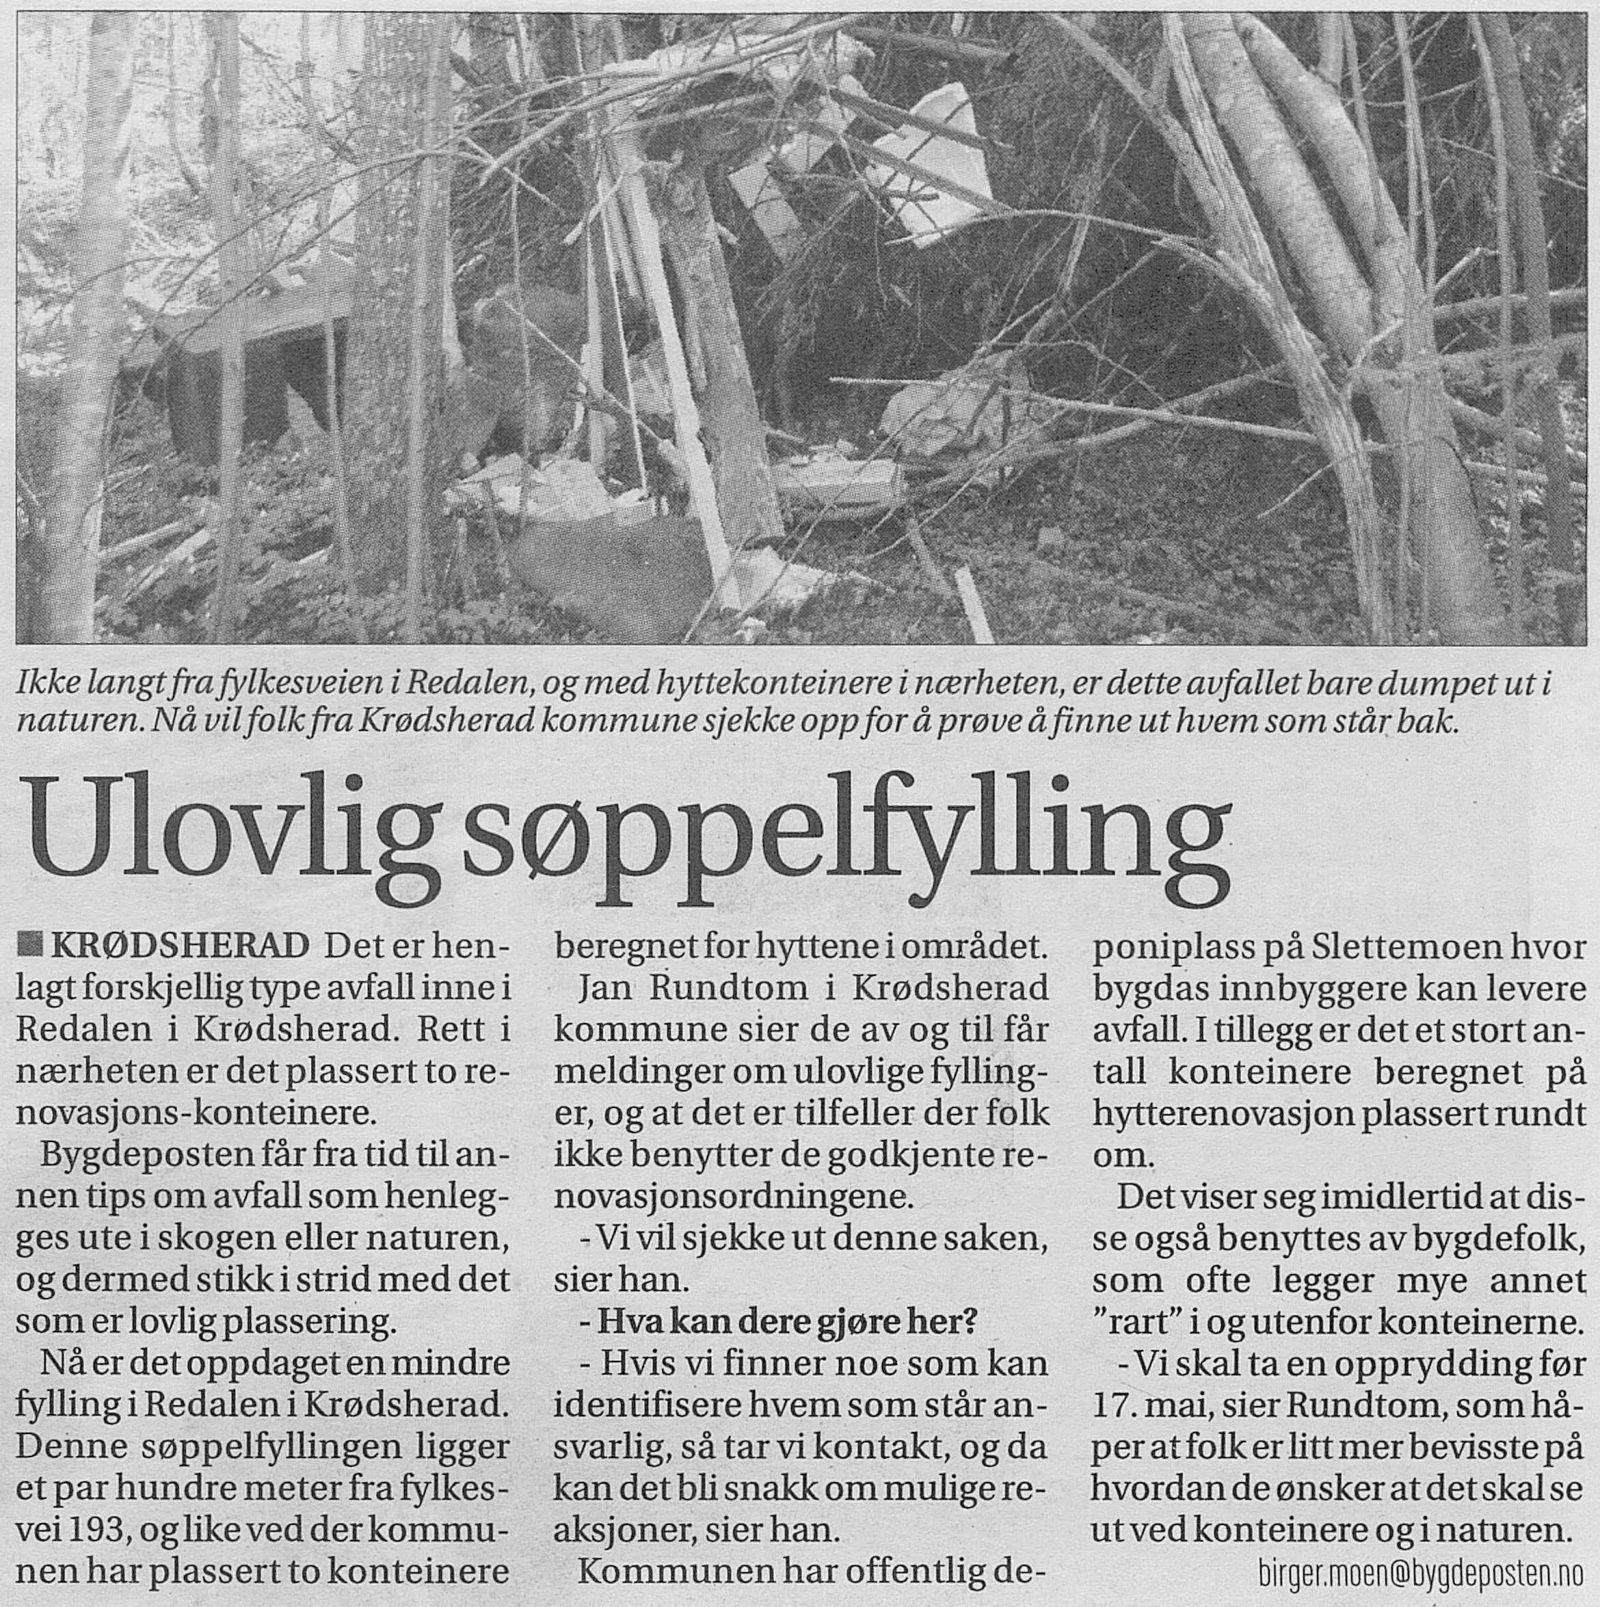 Ikke langt fra fylkesveien i Redalen, og med hyttekonteinere i nærheten, er dette avfallet bare dumpet ut i
naturen. Nå vil folk fra Krødsherad kommune sjekke opp for å prøve å finne ut hvem som står bak.
Ulovlig søppelfylling
■ KRØDSHERAD Det er hen-
lagt forskjellig type avfall inne i
Redalen i Krødsherad. Rett i
nærheten er det plassert to re-
novasjons-konteinere.
Bygdeposten får fra tid til an-
nen tips om avfall som henleg-
ges ute i skogen eller naturen,
og dermed stikk i strid med det
som er lovlig plassering.
Nå er det oppdaget en mindre
fylling i Redalen i Krødsherad.
Denne søppelfyllingen ligger
et par hundre meter fra fylkes-
vei 193, og like ved der kommu-
nen har plassert to konteinere
beregnet for hyttene i området.
Jan Rundtom i Krødsherad
kommune sier de av og til får
meldinger om ulovlige fylling-
er, og at det er tilfeller der folk
ikke benytter de godkjente re-
novasjonsordningene.
- Vi vil sjekke ut denne saken,
sier han.
- Hva kan dere gjøre her?
- Hvis vi finner noe som kan
identifisere hvem som står an-
svarlig, så tar vi kontakt, og da
kan det bli snakk om mulige re-
aksjoner, sier han.
Kommunen har offentlig de-
poniplass på Slettemoen hvor
bygdas innbyggere kan levere
avfall. I tillegg er det et stort an-
tall konteinere beregnet på
hytterenovasjon plassert rundt
om.
Det viser seg imidlertid at dis-
se også benyttes av bygdefolk,
som ofte legger mye annet
”rart” i og utenfor konteinerne.
- Vi skal ta en opprydding før
17. mai, sier Rundtom, som hå-
per at folk er litt mer bevisste på
hvordan de ønsker at det skal se
ut ved konteinere og i naturen.
birger.moen@bygdeposten.no